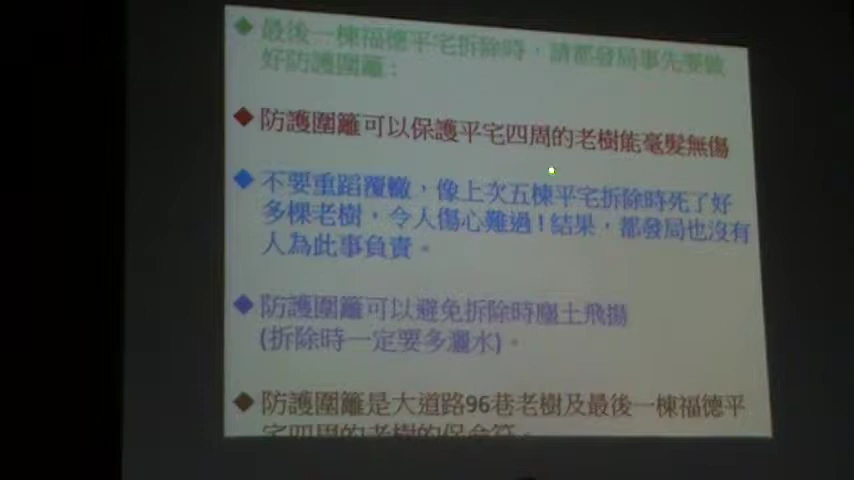 ◆最後一棟福德平宅拆除時，請都發局事先要做
好防護圍籬：
◆防護圍籬可以保護平宅四周的老樹能毫髮無傷
◆不要重蹈覆轍，像上次五棟平宅拆除時死了好
多棵老樹，令人傷心難過！結果，都發局也沒有
人為此事負責。
◆防護圍籬可以避免拆除時塵土飛揚
(拆除時一定要多灑水)。
◆防護圍籬是大道路96巷老樹及最後一棟福德平
宅四周的老樹的保命符。